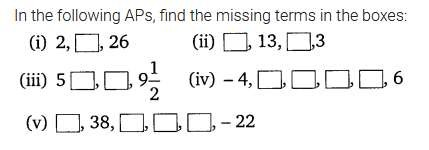 In the following APs, find the missing terms in the boxes:
(i) 2, □, 26 (ii) □, 13, □,3
(iii) 5 □, □, 9 1/2 (iv) – 4, □, □, □, □, 6
(v) □, 38, □, □, □, – 22